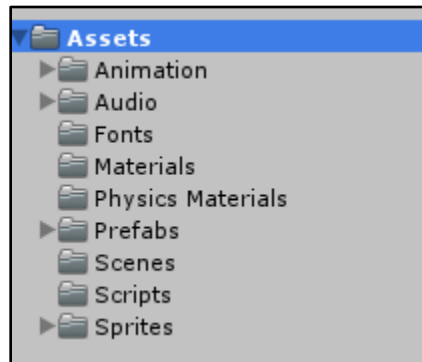 Assets
Animation
Audio
Fonts
Materials
Physics Materials
Prefabs
Scenes
Scripts
Sprites